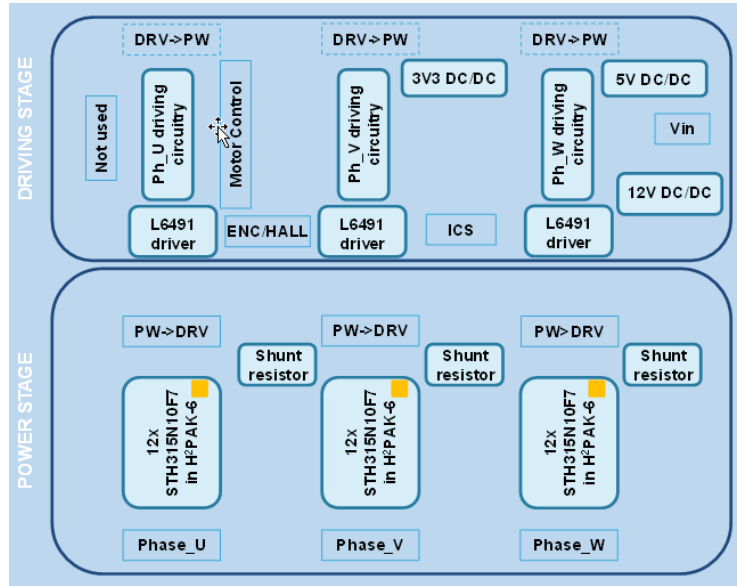 DRIVING STAGE
DRV->PW
DRV->PW
DRV->PW
Not used
Ph_U driving
circuitry
Motor Control
Ph_V driving
circuitry
3V3 DC/DC
Ph_W driving
circuitry
5V DC/DC
Vin
12V DC/DC
L6491
driver
ENC/HALL
L6491
driver
ICS
L6491
driver
POWER STAGE
PW->DRV
PW->DRV
PW>DRV
Shunt
resistor
Shunt
resistor
Shunt
resistor
12x
STH315N10F7
in H²PAK-6
12x
STH315N10F7
in H²PAK-6
12x
STH315N10F7
in H²PAK-6
Phase_U
Phase_V
Phase_W